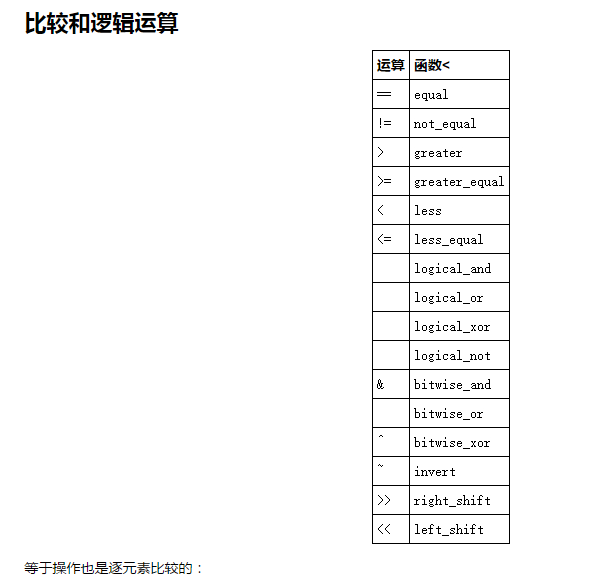 比较和逻辑运算
运算 函数<
== equal
!= not_equal
> greater
>= greater_equal
< less
<= less_equal
logical_and
logical_or
logical_xor
logical_not
& bitwise_and
bitwise_or
^ bitwise_xor
~ invert
>> right_shift
<< left_shift
等于操作也是逐元素比较的：